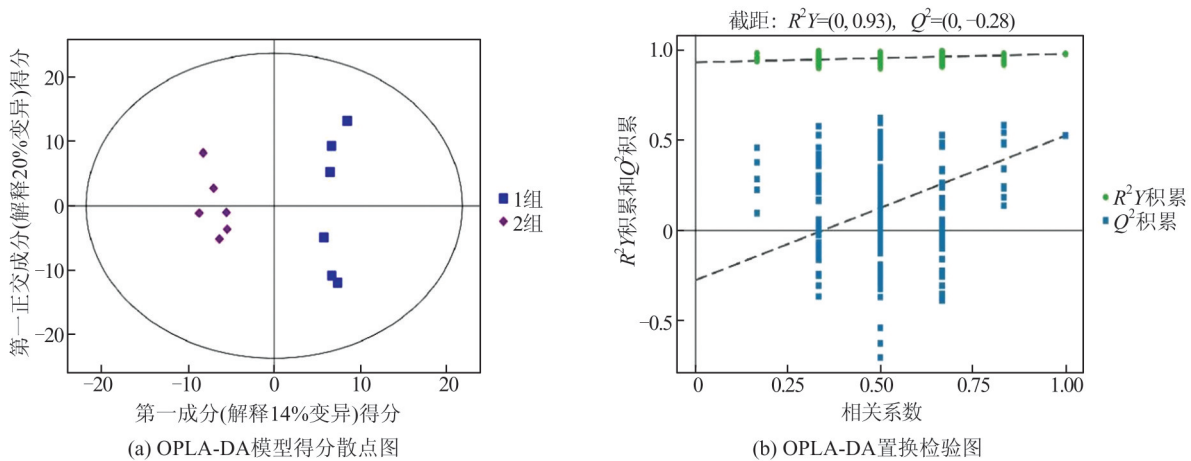 第一正交成分(解释20%变异)得分
20
10
0
−10
−20
−20
−10
0
10
20
第一成分(解释14%变异)得分
1组
2组
(a) OPLA-DA模型得分散点图
截距：R²Y=(0, 0.93)，Q²=(0, −0.28)
R²Y积累和Q²积累
1.0
0.5
0
−0.5
0
0.25
0.50
0.75
1.00
相关系数
R²Y积累
Q²积累
(b) OPLA-DA置换检验图